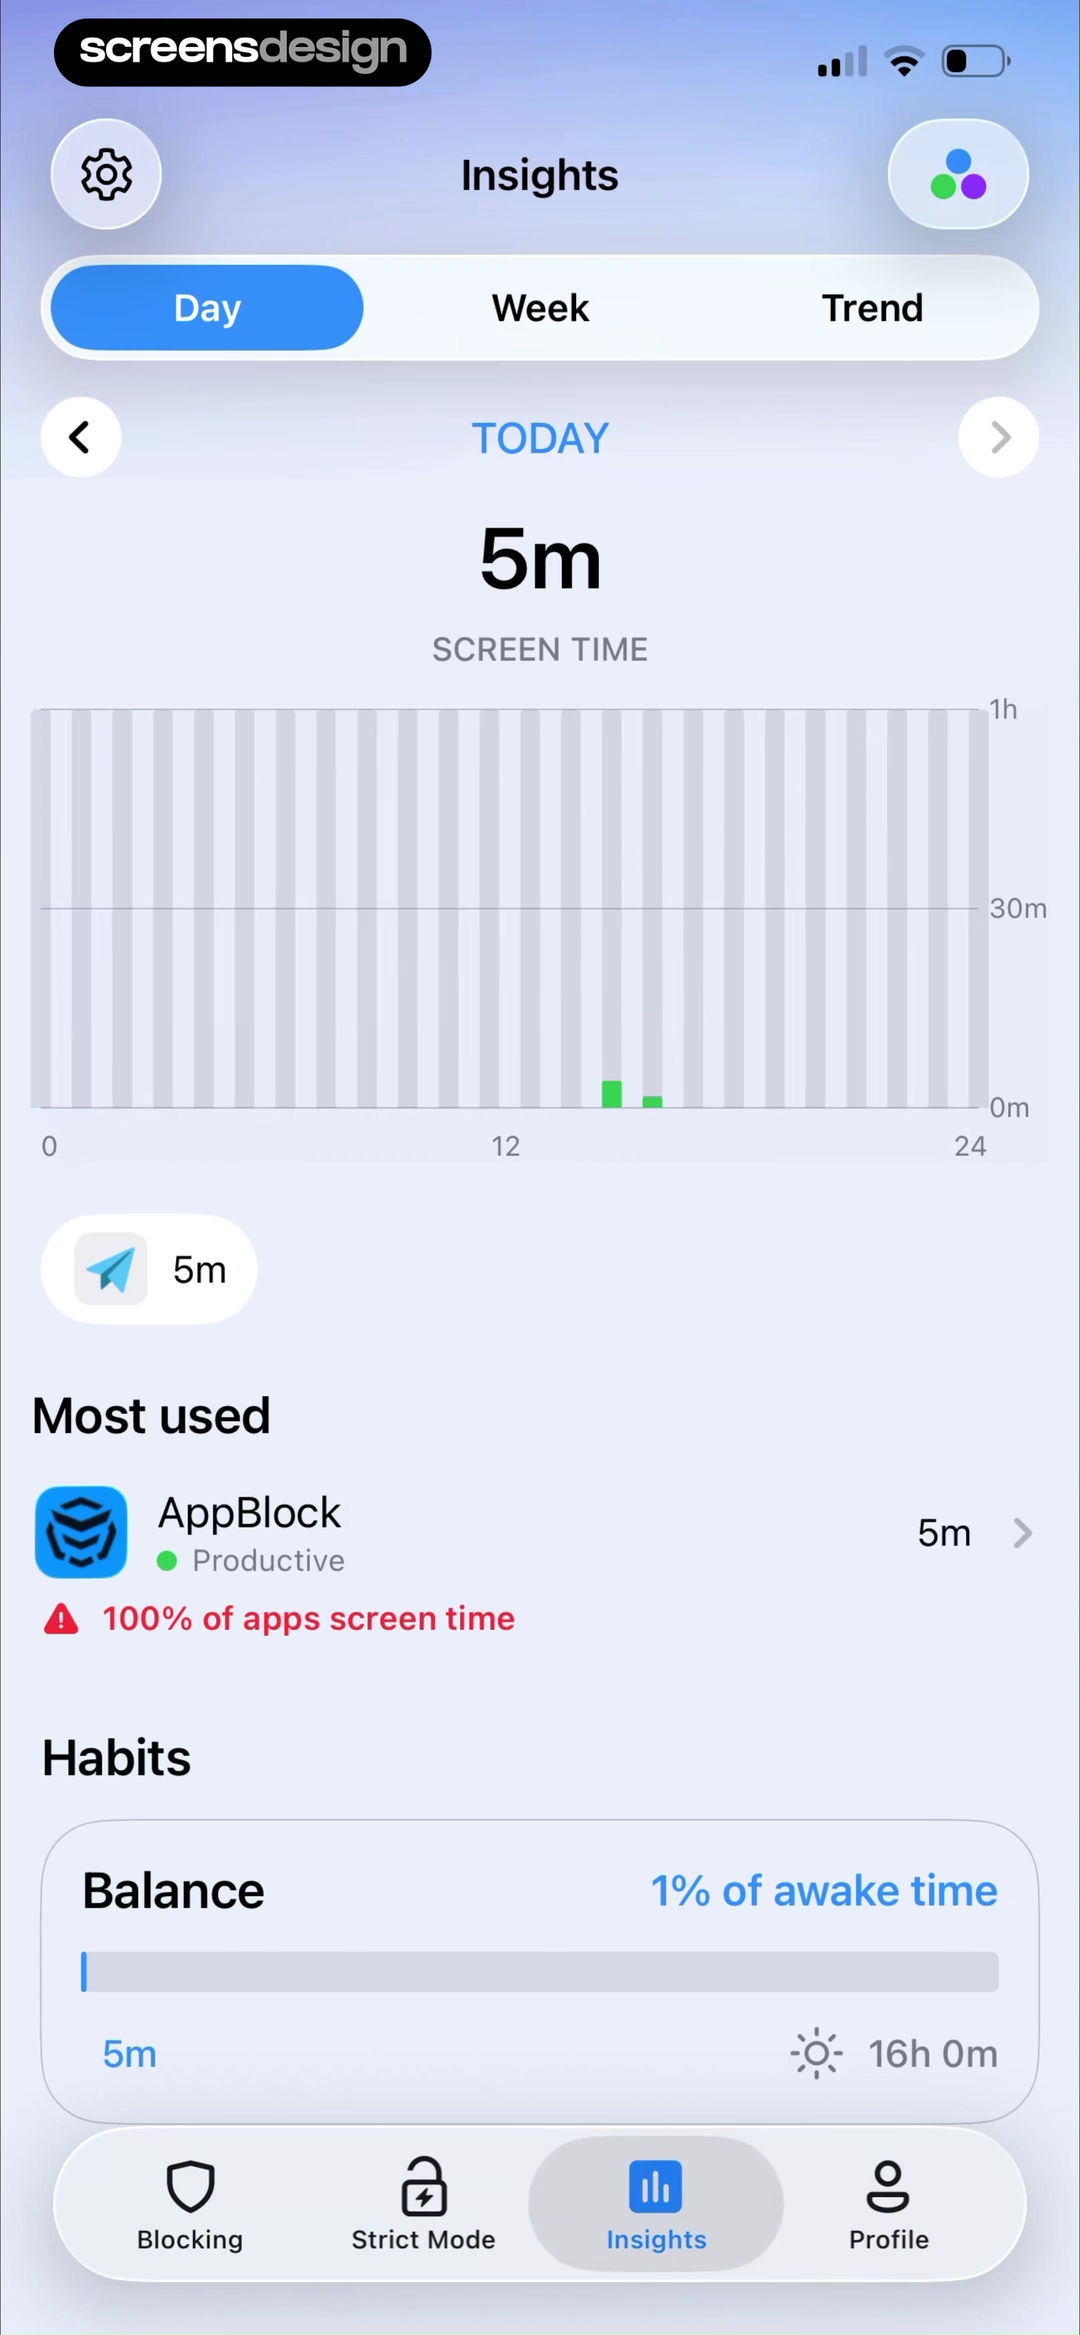 screensdesign
Insights
Day Week Trend
TODAY
5m
SCREEN TIME
1h
30m
0m
0 12 24
5m
Most used
AppBlock
Productive
5m
100% of apps screen time
Habits
Balance 1% of awake time
5m 16h 0m
Blocking Strict Mode Insights Profile